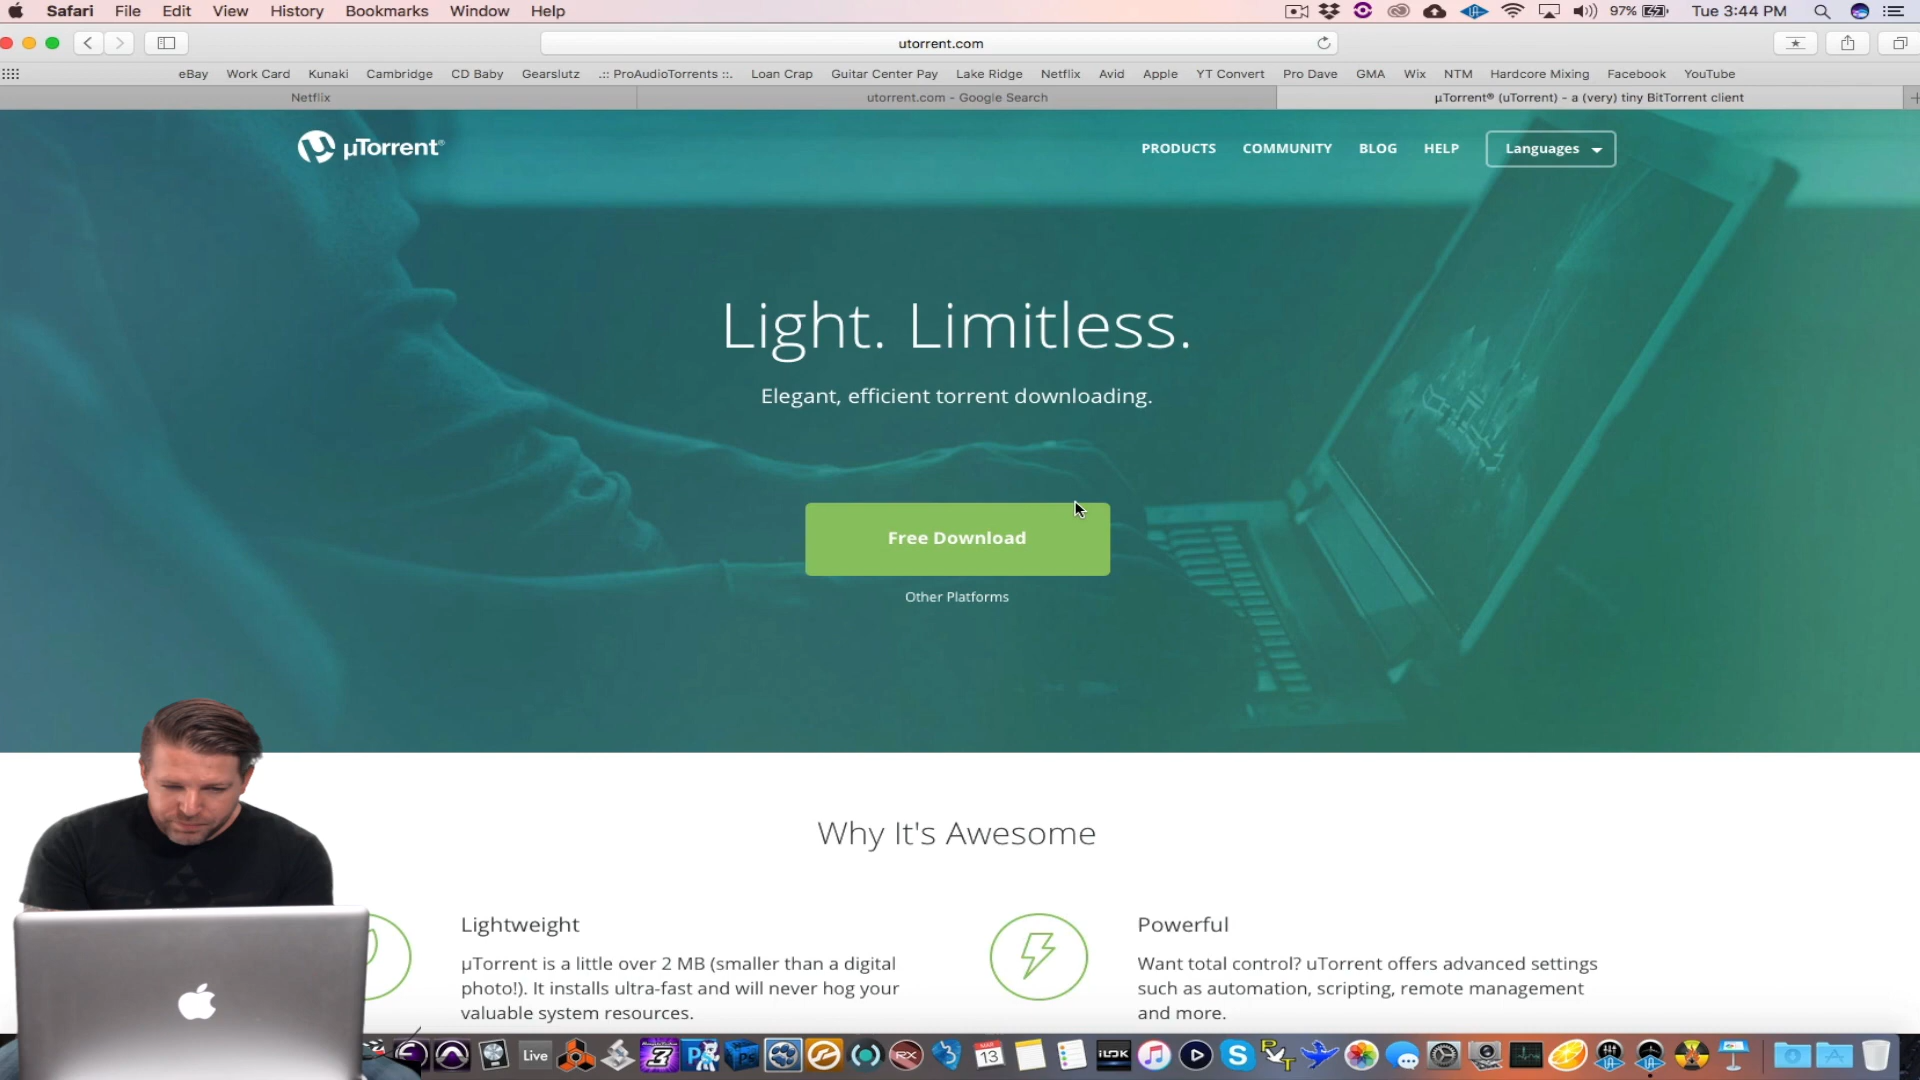 Safari File Edit View History Bookmarks Window Help 97% Tue 3:44 PM
utorrent.com
eBay Work Card Kunaki Cambridge CD Baby Gearslutz .:: ProAudioTorrents ::. Loan Crap Guitar Center Pay Lake Ridge Netflix Avid Apple YT Convert Pro Dave GMA Wix NTM Hardcore Mixing Facebook YouTube
Netflix utorrent.com - Google Search µTorrent® (uTorrent) - a (very) tiny BitTorrent client
µTorrent® PRODUCTS COMMUNITY BLOG HELP Languages
Light. Limitless.
Elegant, efficient torrent downloading.
Free Download
Other Platforms
Why It's Awesome
Lightweight
µTorrent is a little over 2 MB (smaller than a digital
photo!). It installs ultra-fast and will never hog your
valuable system resources.
Powerful
Want total control? uTorrent offers advanced settings
such as automation, scripting, remote management
and more.
Live Ps RX MAR 13 iLOK